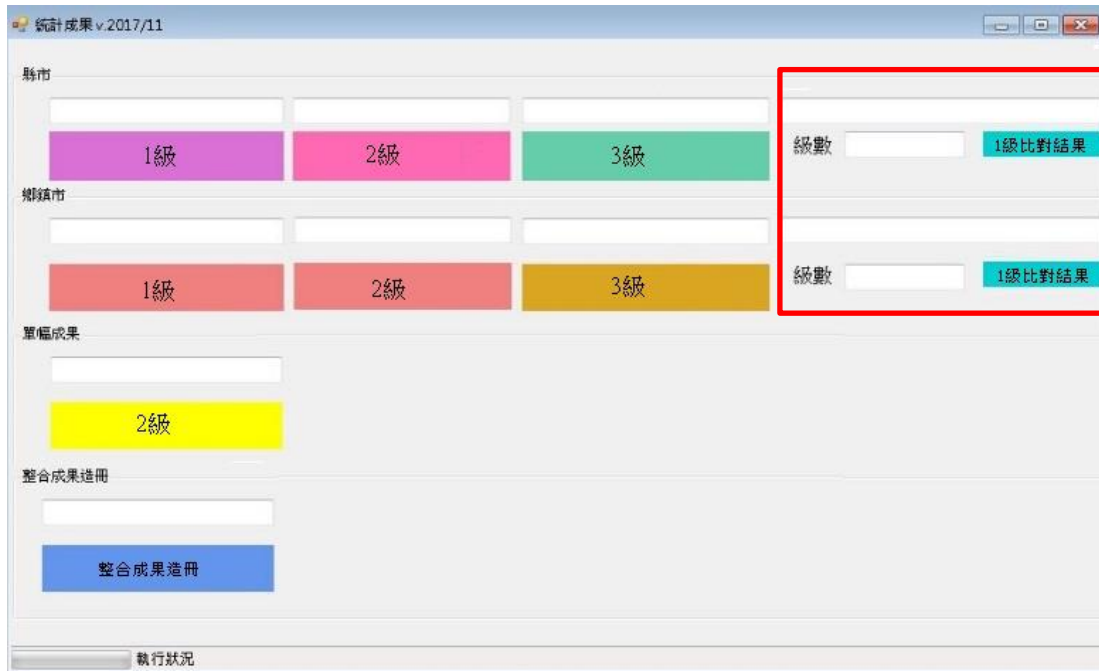 統計成果 v.2017/11
縣市
1級 2級 3級 級數 1級比對結果
鄉鎮市
1級 2級 3級 級數 1級比對結果
單幅成果
2級
整合成果造冊
整合成果造冊
執行狀況